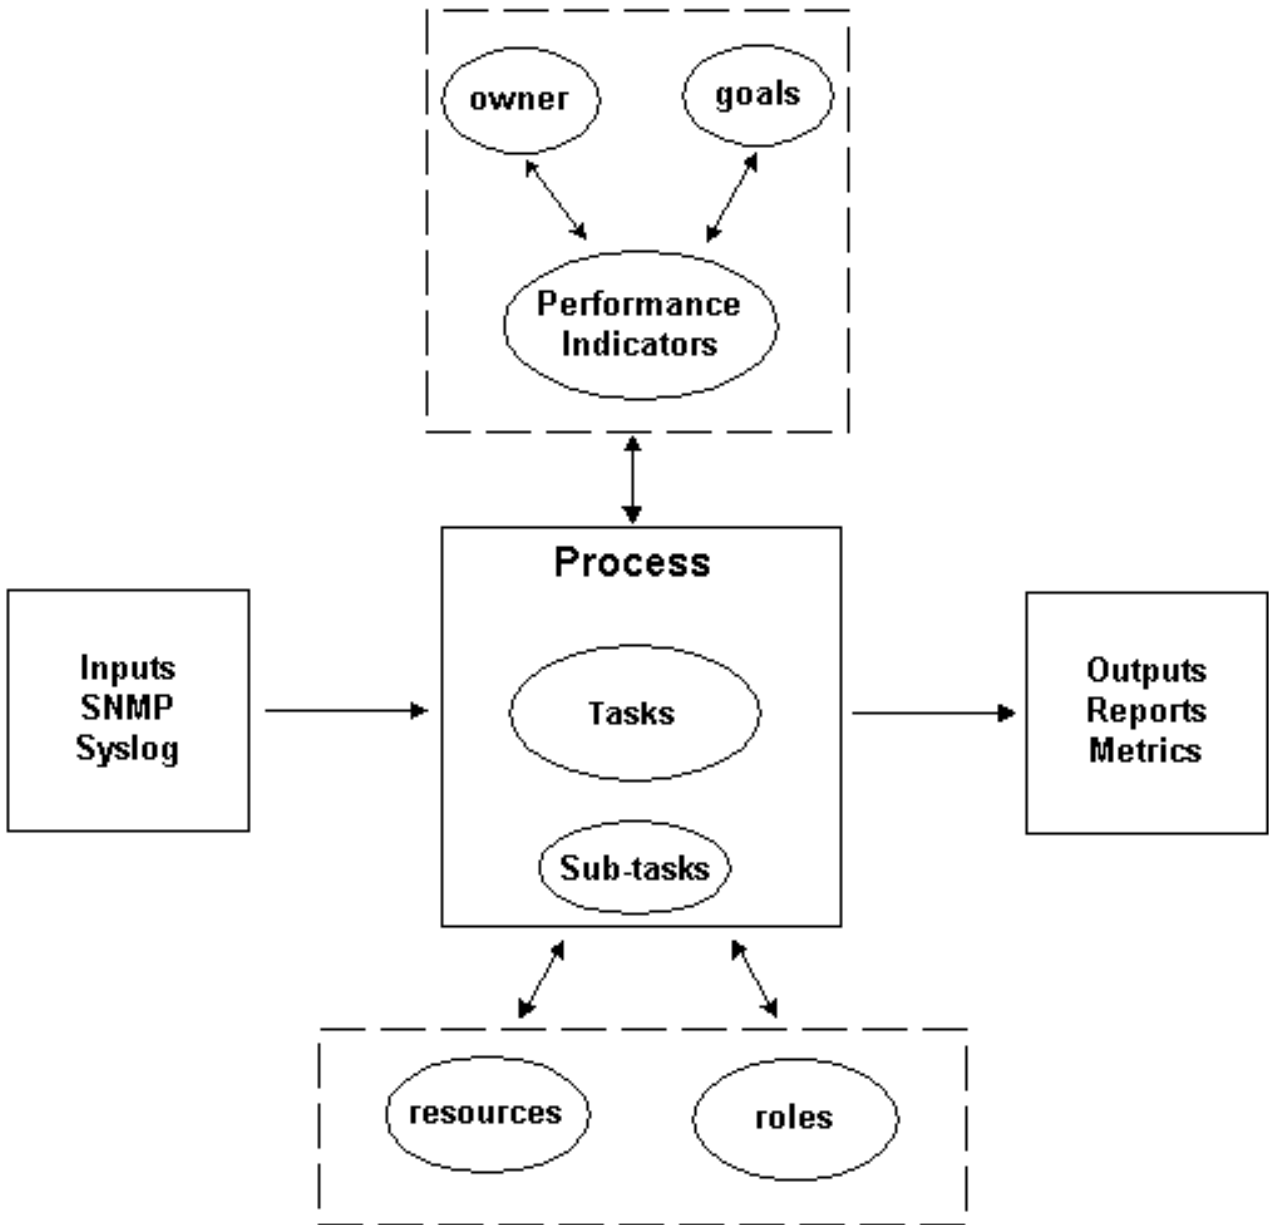 owner
goals
Performance
Indicators
Process
Inputs
SNMP
Syslog
Tasks
Outputs
Reports
Metrics
Sub-tasks
resources
roles